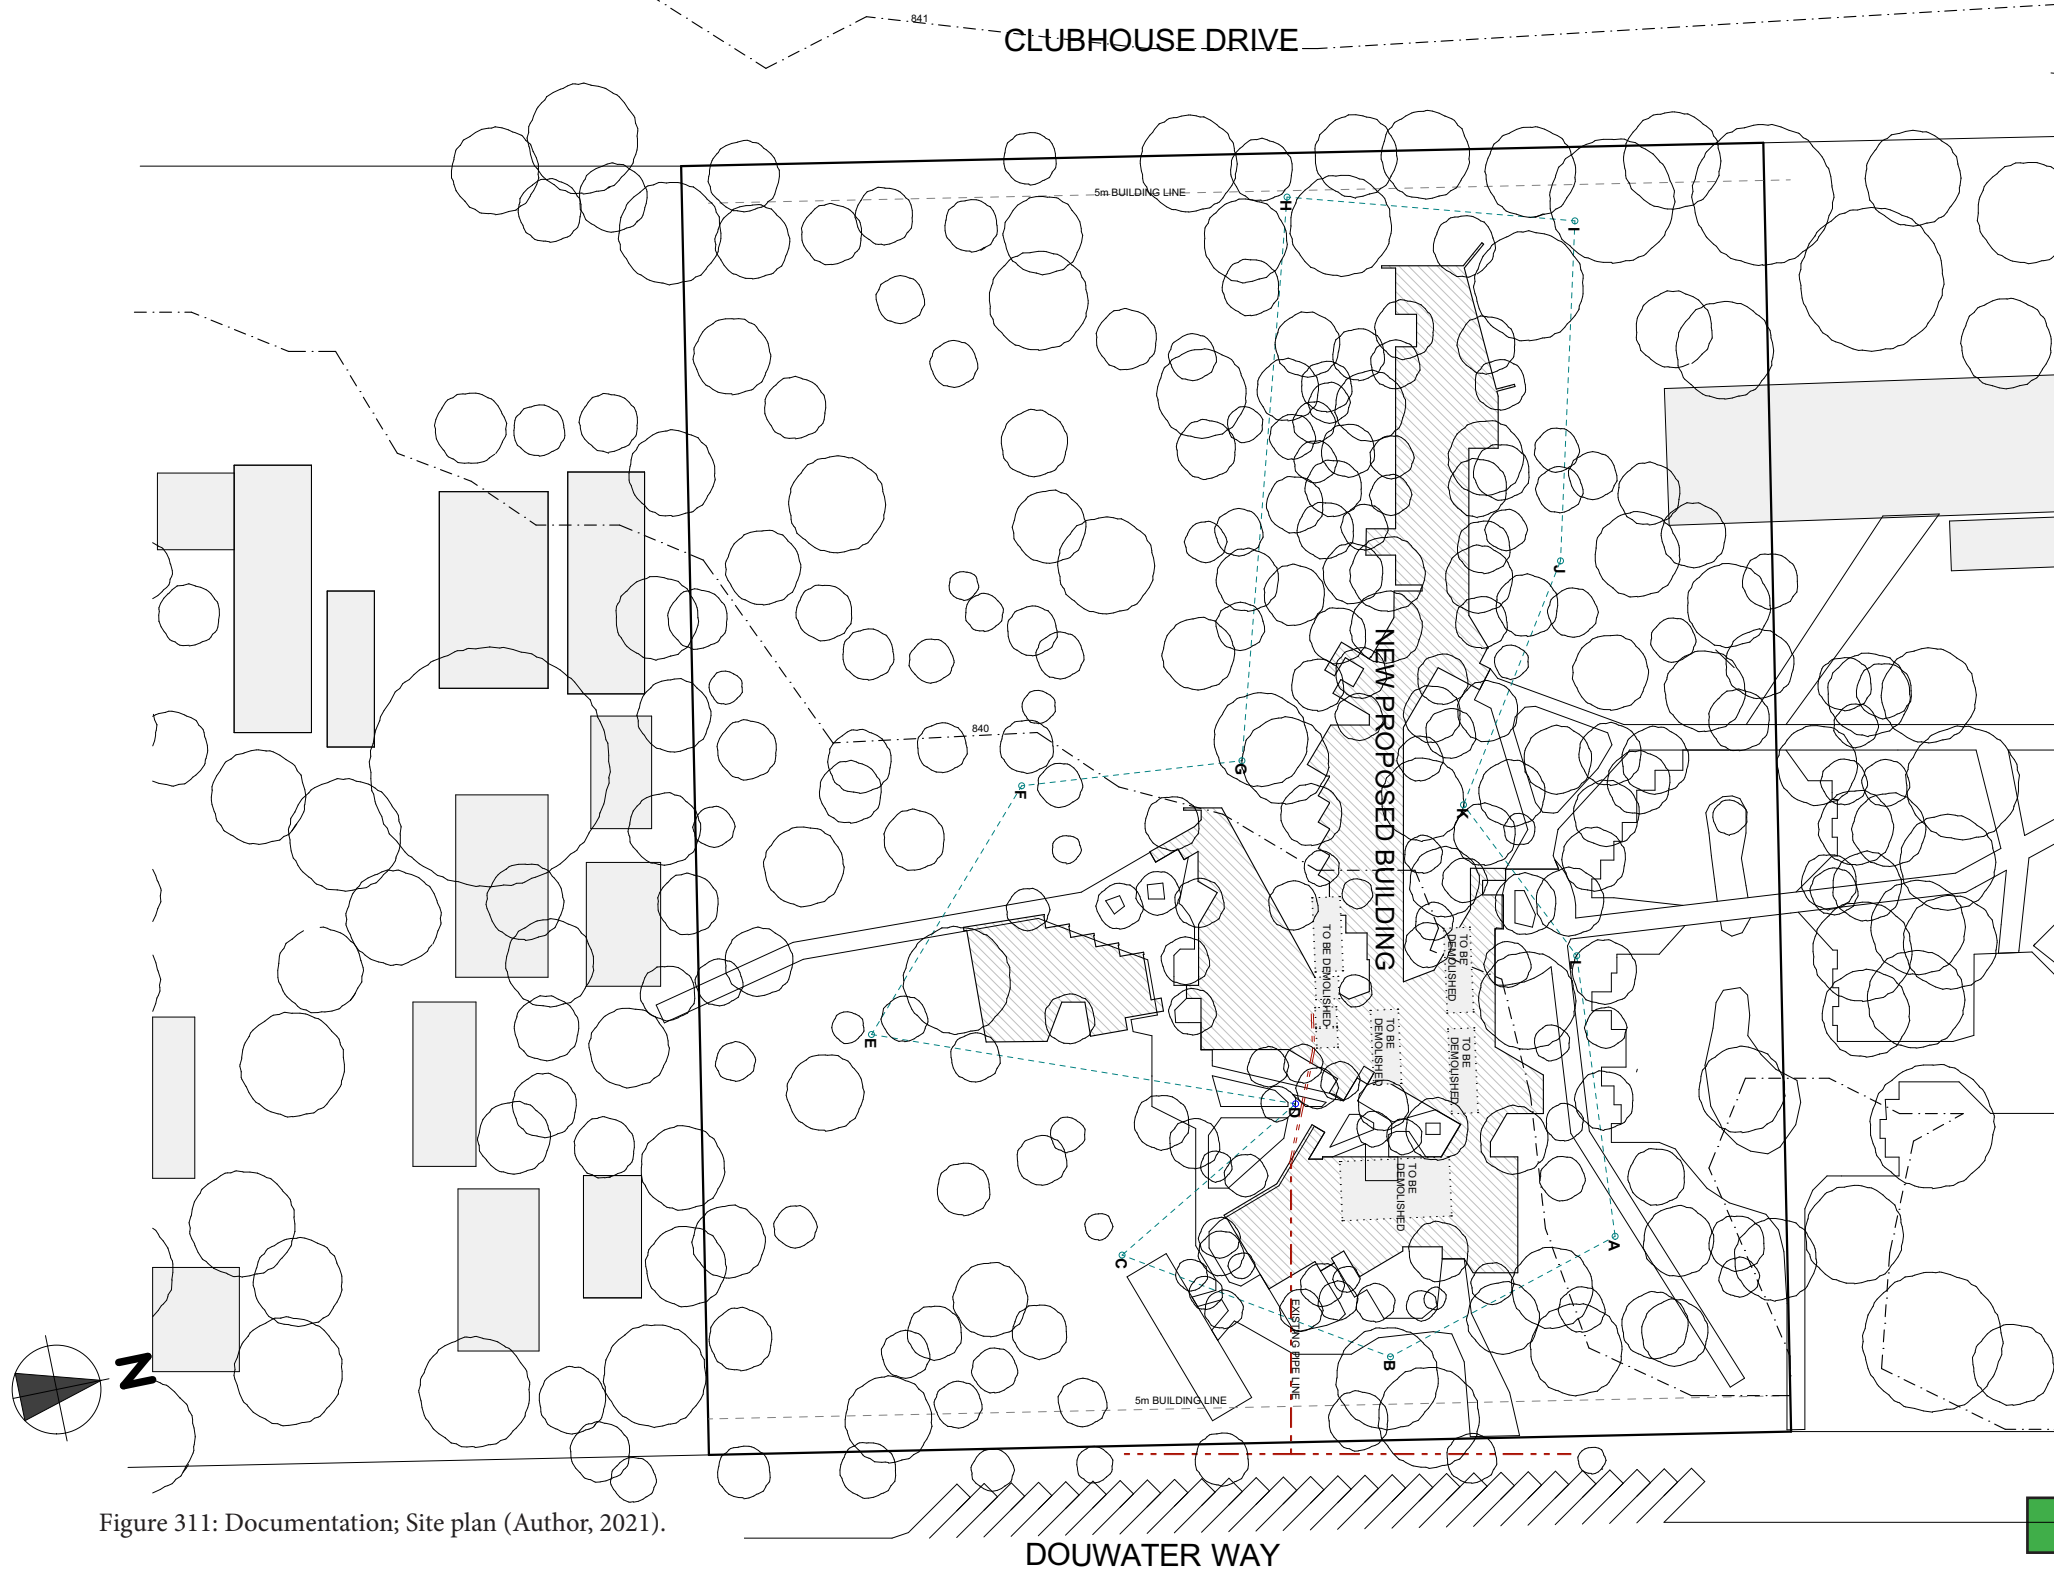 841
CLUBHOUSE DRIVE
5m BUILDING LINE
H
I
J
NEW PROPOSED BUILDING
840
G
F
K
TO BE DEMOLISHED
TO BE
DEMOLISHED
L
E
TO BE
DEMOLISHED
TO BE
DEMOLISHED
D
TO BE
DEMOLISHED
A
C
EXISTING PIPE LINE
B
N
5m BUILDING LINE
Figure 311: Documentation; Site plan (Author, 2021).
DOUWATER WAY